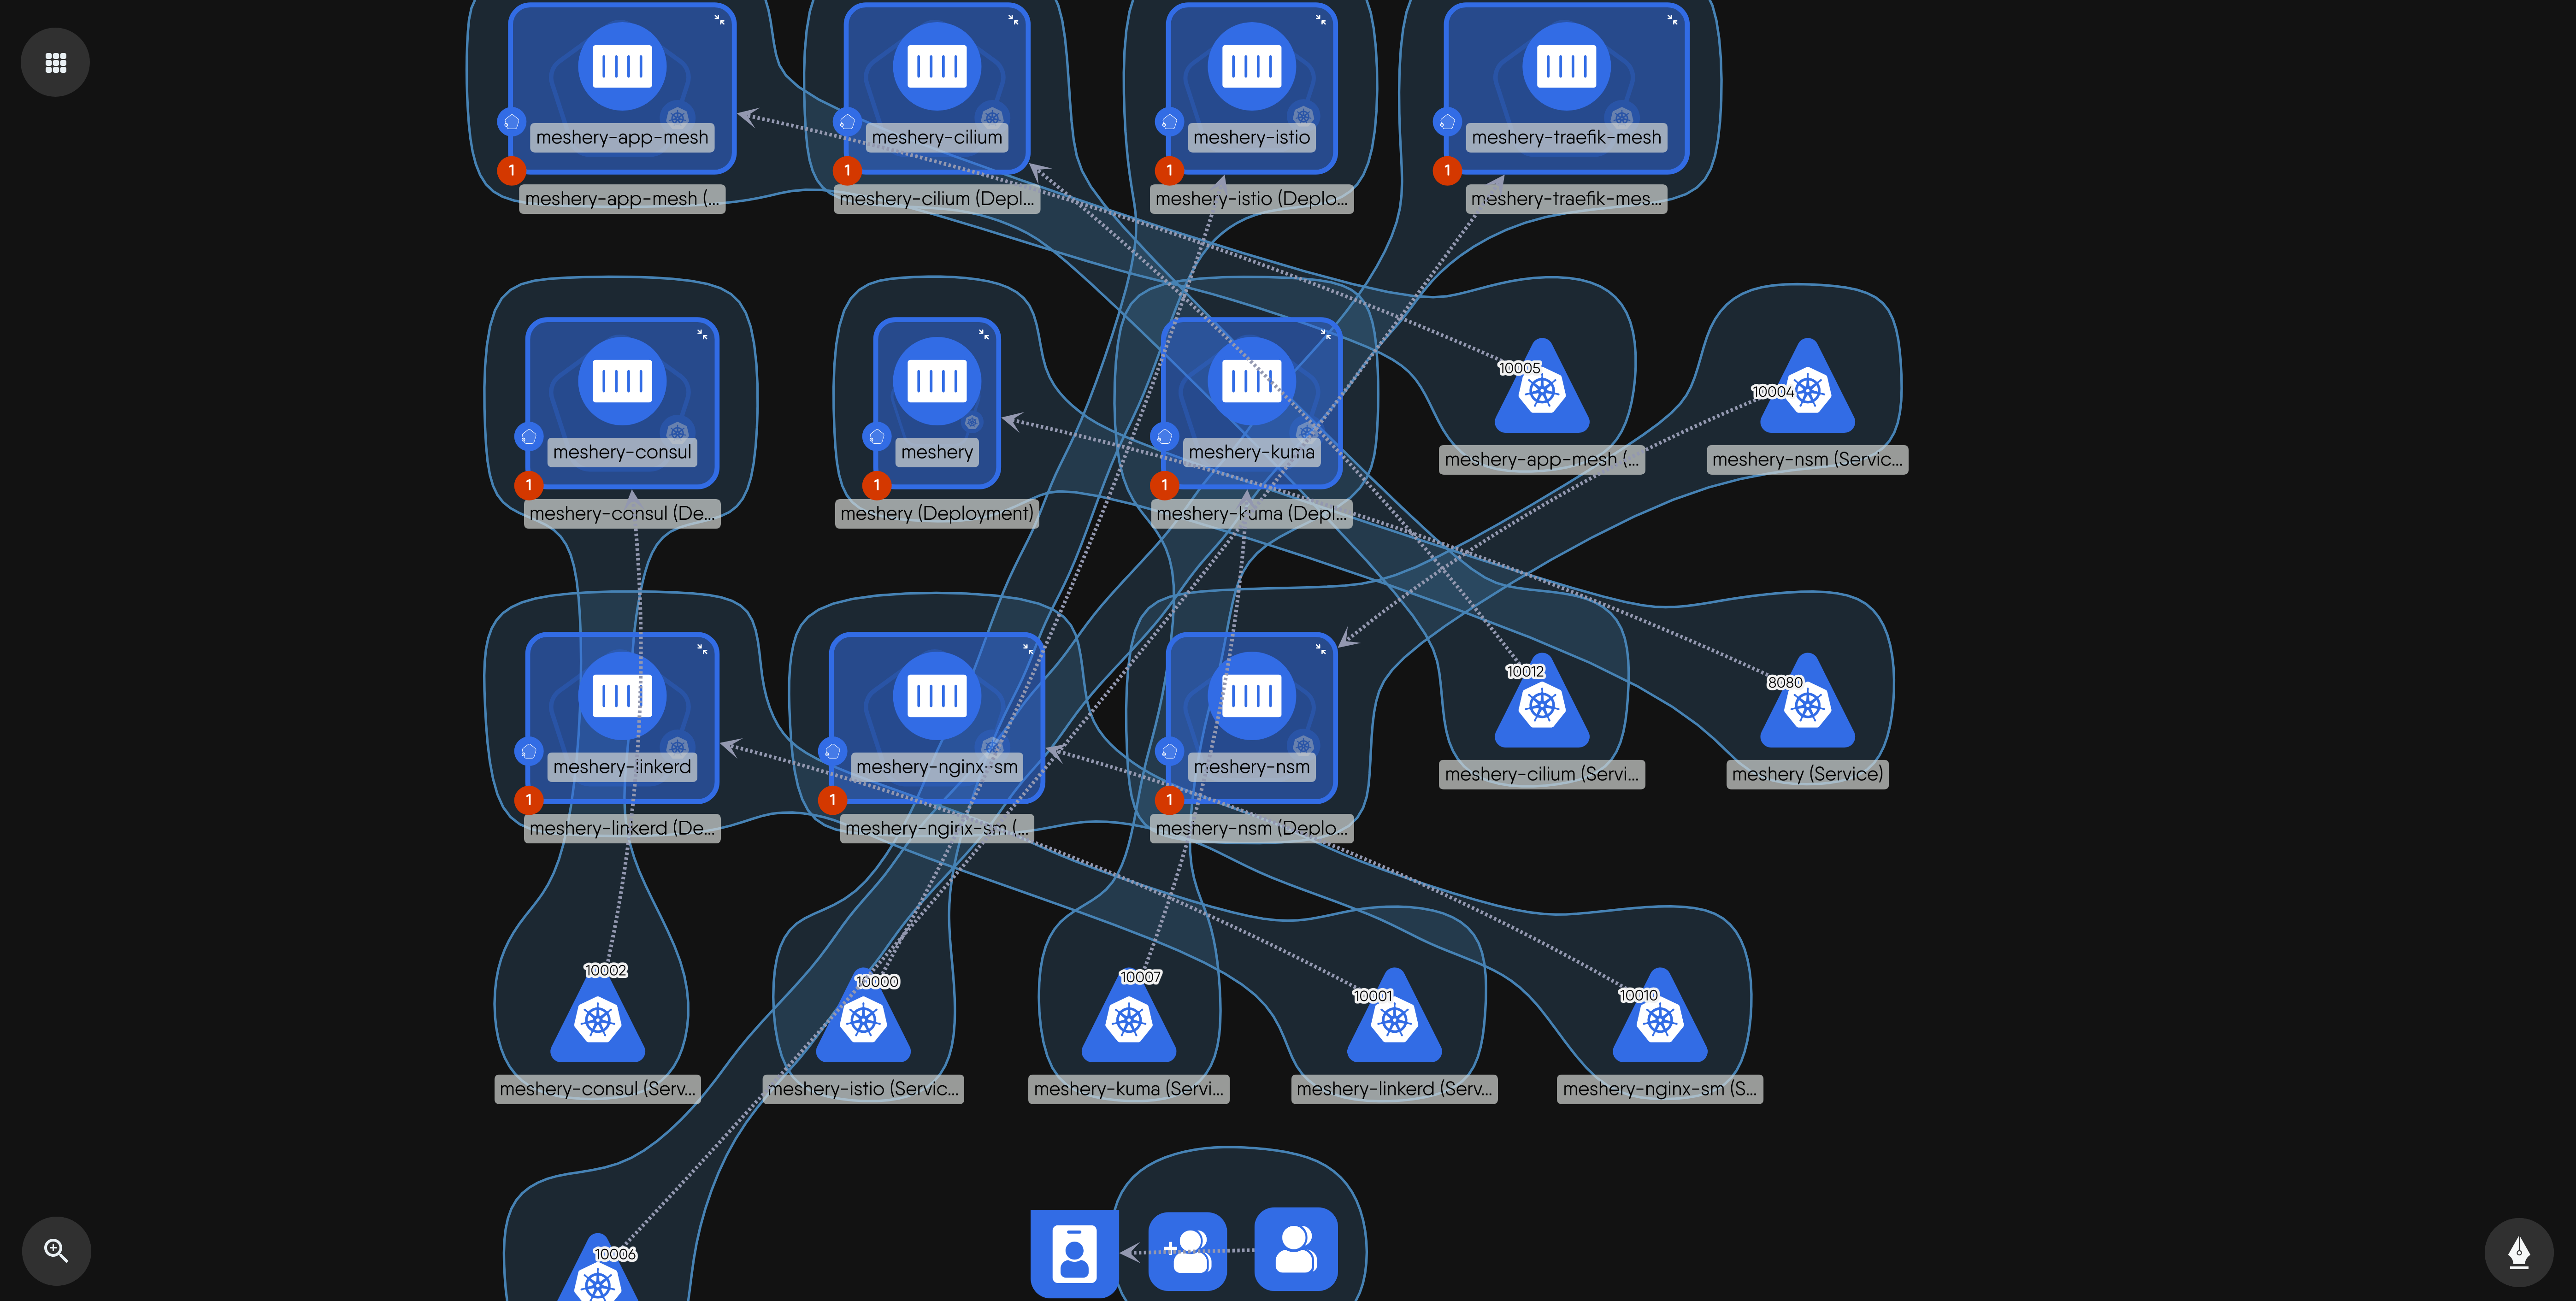 meshery-app-mesh
1
meshery-app-mesh (...
meshery-cilium
1
meshery-cilium (Depl...
meshery-istio
1
meshery-istio (Deplo...
meshery-traefik-mesh
1
meshery-traefik-mes...
meshery-consul
1
meshery-consul (De...
meshery
1
meshery (Deployment)
meshery-kuma
1
meshery-kuma (Depl...
10005
meshery-app-mesh (...
10004
meshery-nsm (Servic...
meshery-linkerd
1
meshery-linkerd (De...
meshery-nginx-sm
1
meshery-nginx-sm (...
meshery-nsm
1
meshery-nsm (Deplo...
10012
meshery-cilium (Servi...
8080
meshery (Service)
10002
meshery-consul (Serv...
10000
meshery-istio (Servic...
10007
meshery-kuma (Servi...
10001
meshery-linkerd (Serv...
10010
meshery-nginx-sm (S...
10006